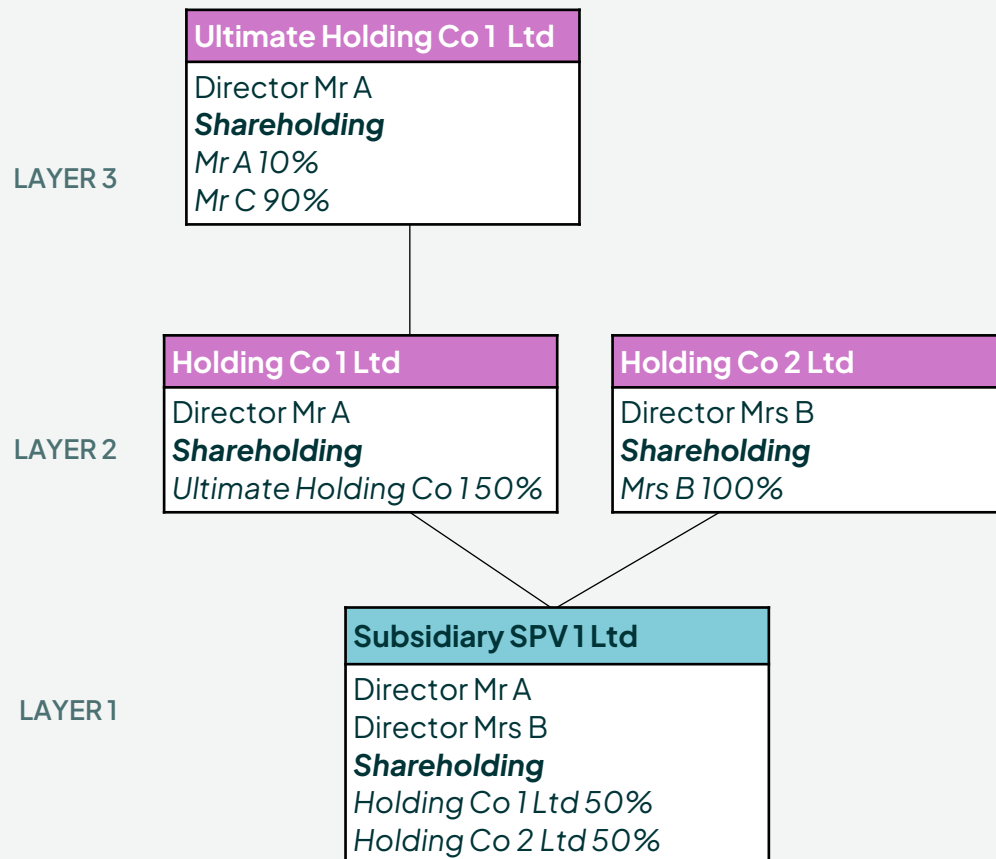 Ultimate Holding Co 1 Ltd
Director Mr A
Shareholding
Mr A 10%
Mr C 90%
LAYER 3
Holding Co 1 Ltd
Director Mr A
Shareholding
Ultimate Holding Co 1 50%
Holding Co 2 Ltd
Director Mrs B
Shareholding
Mrs B 100%
LAYER 2
Subsidiary SPV 1 Ltd
Director Mr A
Director Mrs B
Shareholding
Holding Co 1 Ltd 50%
Holding Co 2 Ltd 50%
LAYER 1